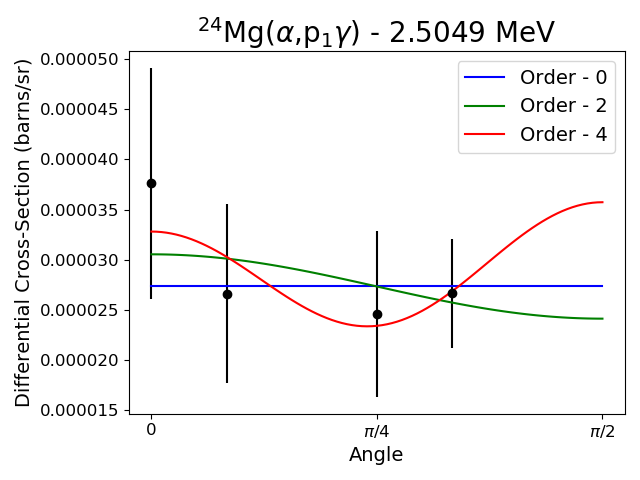 ²⁴Mg(α,p₁γ) - 2.5049 MeV
Differential Cross-Section (barns/sr)
0.000050
0.000045
0.000040
0.000035
0.000030
0.000025
0.000020
0.000015
Order - 0
Order - 2
Order - 4
0
π/4
π/2
Angle